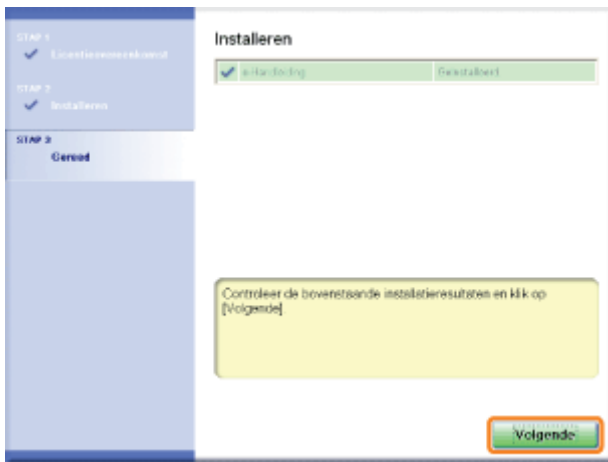 STAP 1
Licentieovereenkomst
STAP 2
Installeren
STAP 3
Gereed
Installeren
e-Handleiding Geïnstalleerd
Controleer de bovenstaande installatieresultaten en klik op
[Volgende].
Volgende